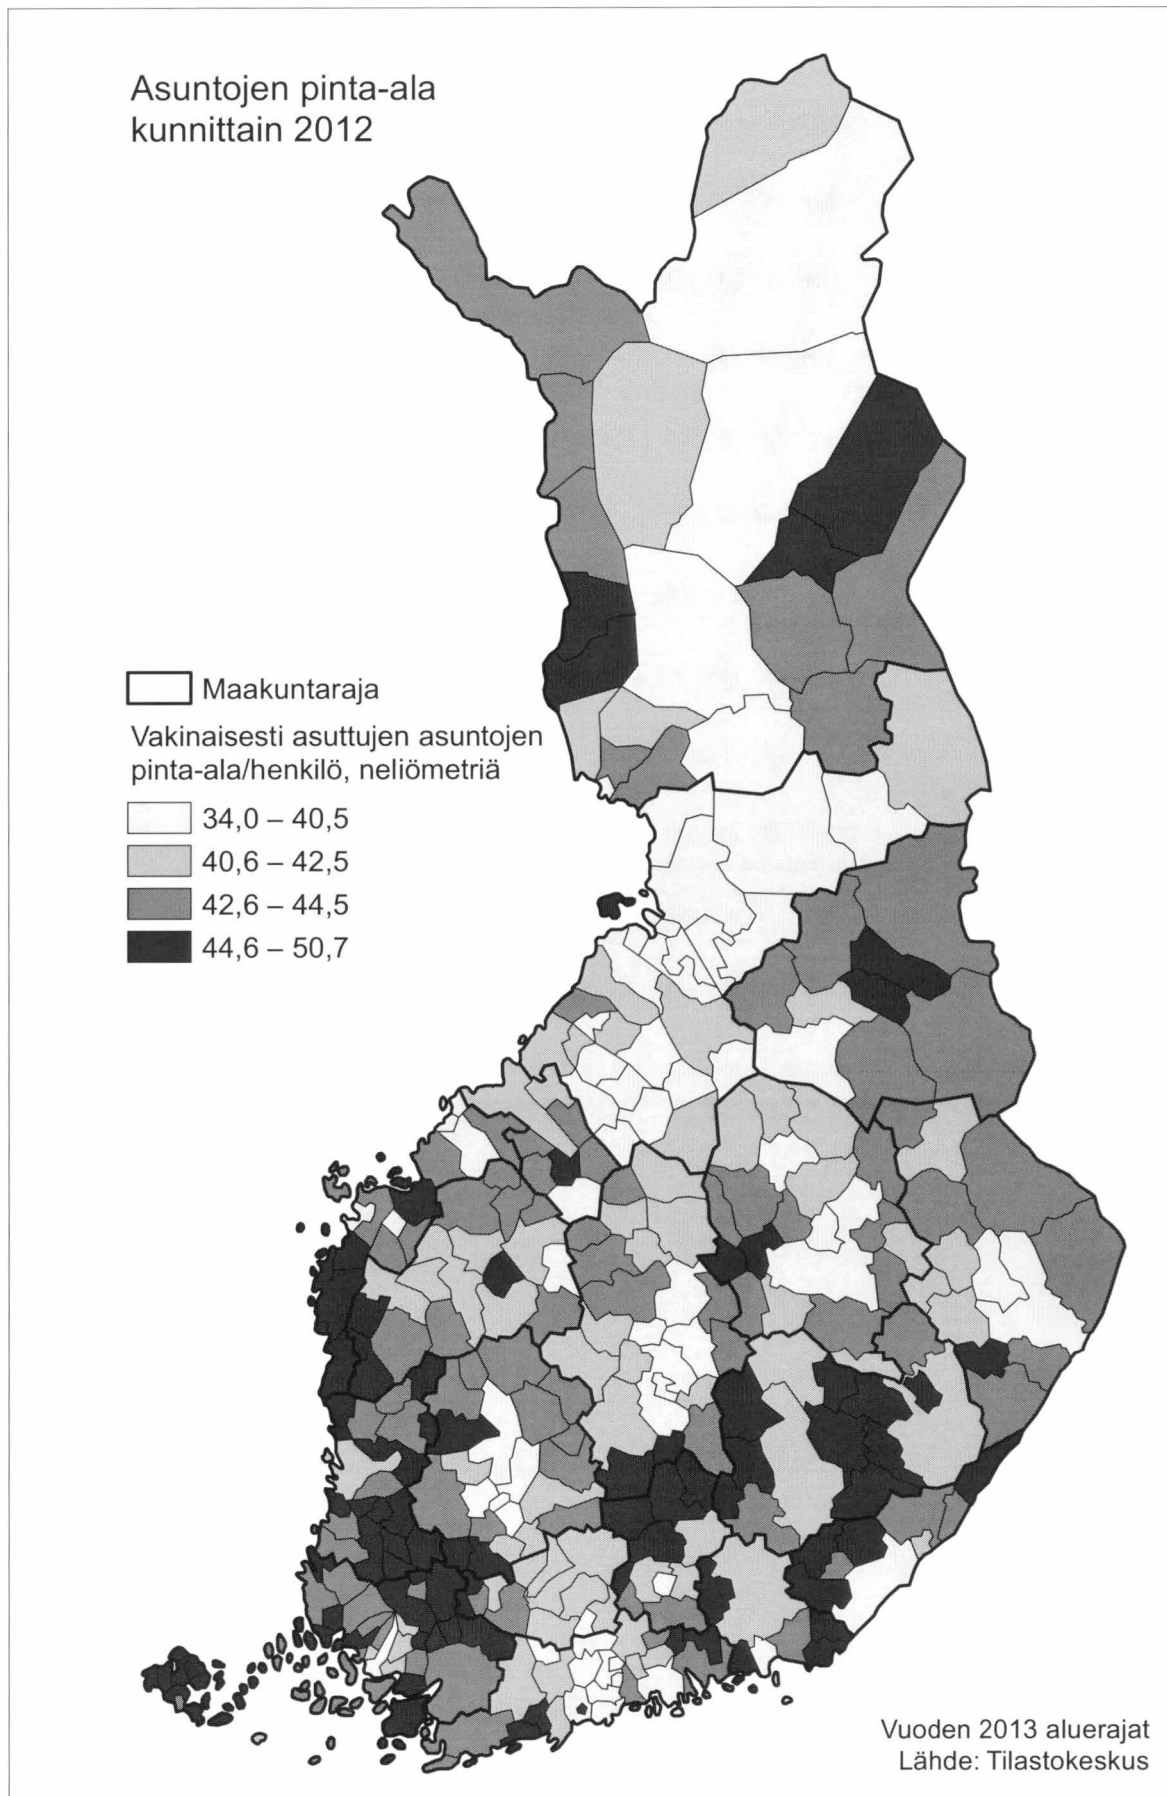 Asuntojen pinta-ala
kunnittain 2012
Maakuntaraja
Vakinaisesti asuttujen asuntojen
pinta-ala/henkilö, neliömetriä
34,0 – 40,5
40,6 – 42,5
42,6 – 44,5
44,6 – 50,7
Vuoden 2013 aluerajat
Lähde: Tilastokeskus